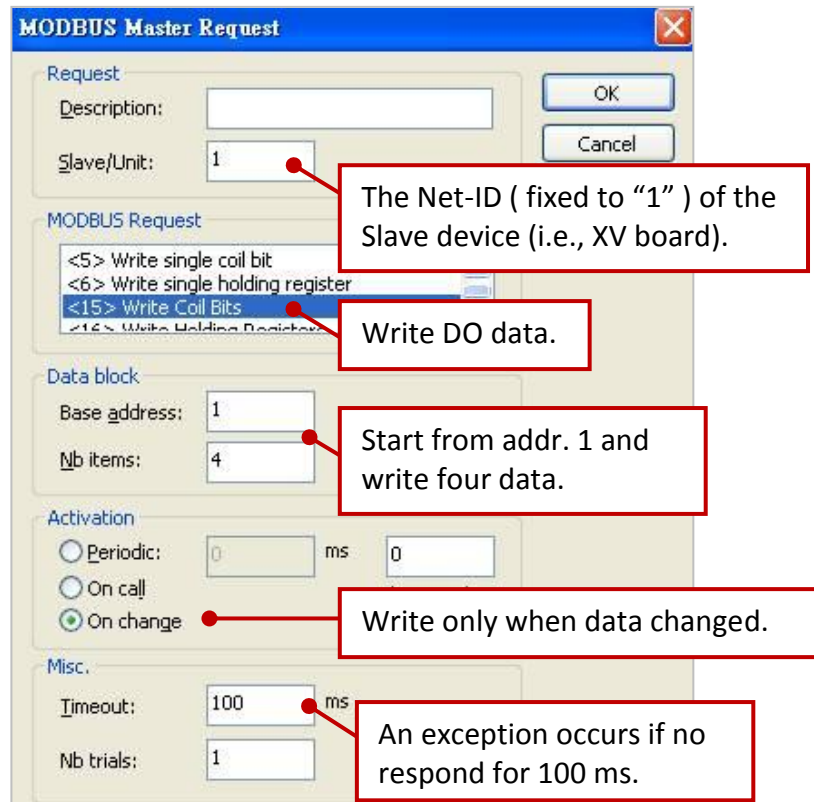 MODBUS Master Request
Request
Description:
OK
Slave/Unit: 1
Cancel
The Net-ID ( fixed to “1” ) of the
Slave device (i.e., XV board).
MODBUS Request
<5> Write single coil bit
<6> Write single holding register
<15> Write Coil Bits
<16> Write Holding Registers
Write DO data.
Data block
Base address: 1
Nb items: 4
Start from addr. 1 and
write four data.
Activation
Periodic: 0 ms 0
On call
On change
Write only when data changed.
Misc.
Timeout: 100 ms
Nb trials: 1
An exception occurs if no
respond for 100 ms.